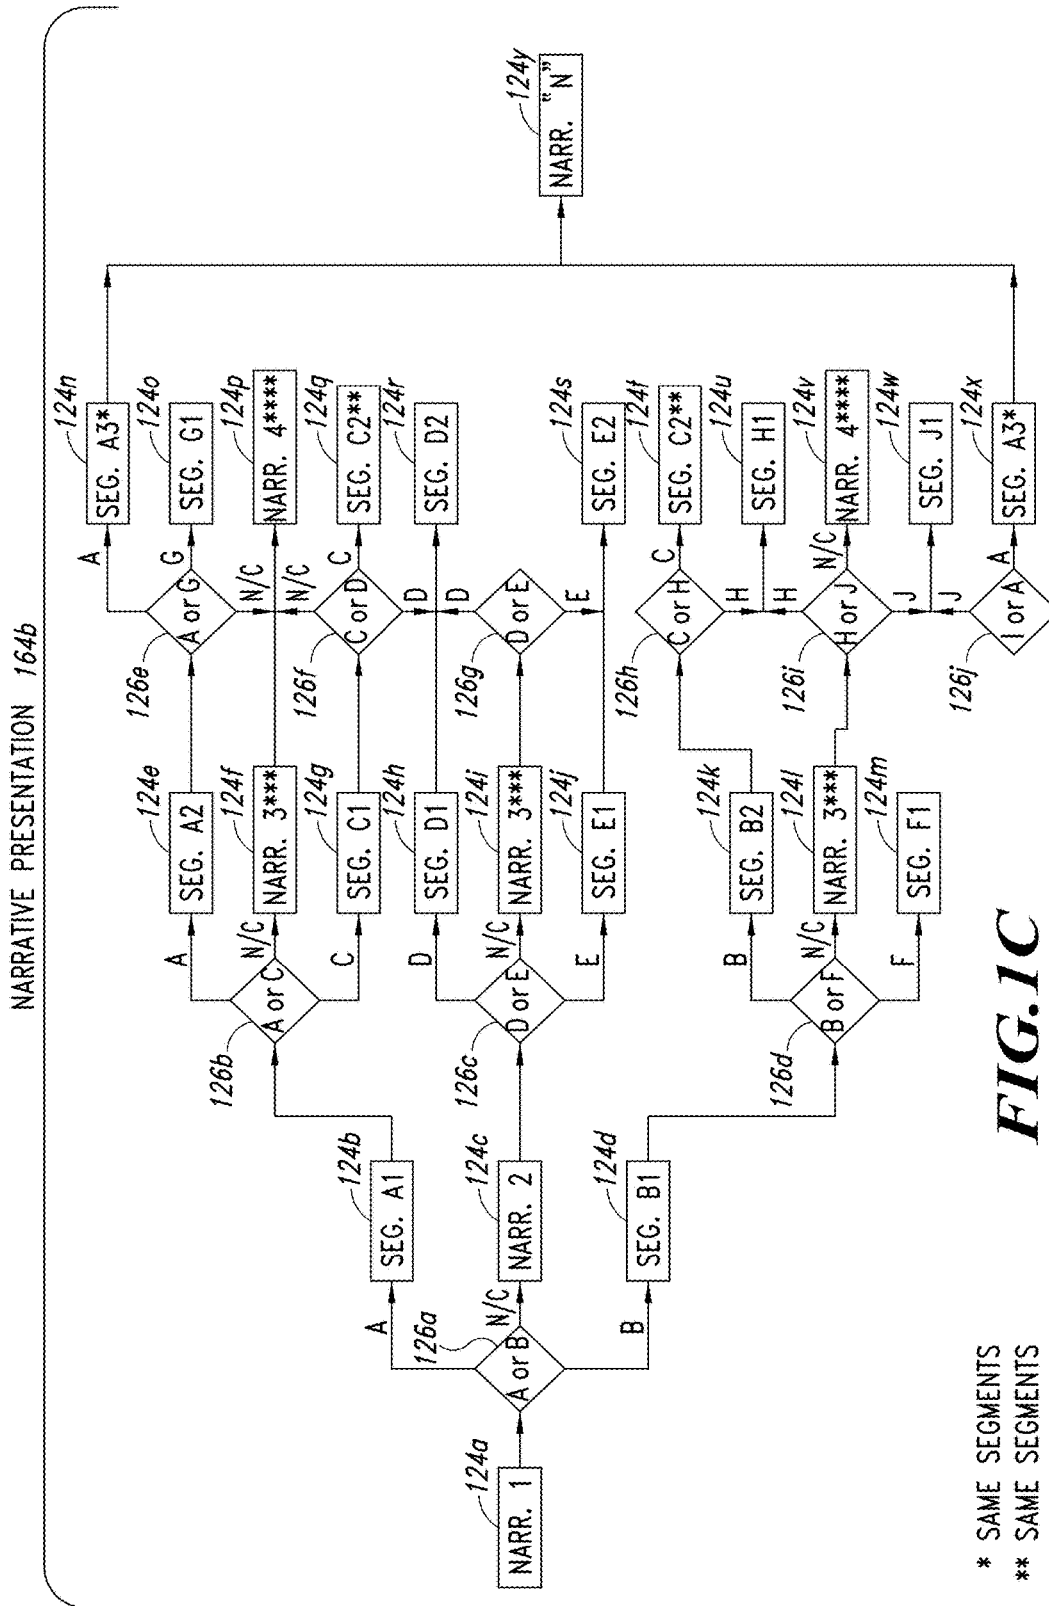 NARRATIVE PRESENTATION 164b
124a
NARR. 1
126a
A or B
A
N/C
B
124b
SEG. A1
124c
NARR. 2
124d
SEG. B1
126b
A or C
A
N/C
C
126c
D or E
D
N/C
E
126d
B or F
B
N/C
F
124e
SEG. A2
124f
NARR. 3***
124g
SEG. C1
124h
SEG. D1
124i
NARR. 3***
124j
SEG. E1
124k
SEG. B2
124l
NARR. 3***
124m
SEG. F1
126e
A or G
A
G
N/C
126f
C or D
N/C
C
D
126g
D or E
D
E
126h
C or H
C
H
126i
H or J
H
N/C
J
126j
I or A
J
A
124n
SEG. A3*
124o
SEG. G1
124p
NARR. 4****
124q
SEG. C2**
124r
SEG. D2
124s
SEG. E2
124t
SEG. C2**
124u
SEG. H1
124v
NARR. 4****
124w
SEG. J1
124x
SEG. A3*
124y
NARR. "N"
* SAME SEGMENTS
** SAME SEGMENTS
FIG.1C